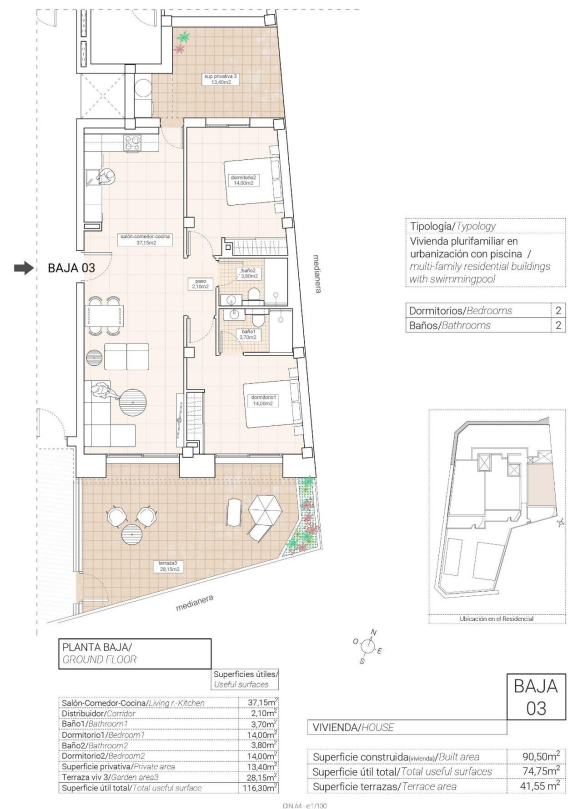 sup.privativa 3
13,40m2
dormitorio2
14,00m2
salón-comedor-cocina
37,15m2
BAJA 03
paso
2,10m2
baño2
3,80m2
medianera
baño1
3,70m2
dormitorio1
14,00m2
terraza3
28,15m2
medianera
Tipología/Typology
Vivienda plurifamiliar en
urbanización con piscina /
multi-family residential buildings
with swimmingpool
Dormitorios/Bedrooms 2
Baños/Bathrooms 2
Ubicación en el Residencial
N
O
E
S
PLANTA BAJA/
GROUND FLOOR
Superficies útiles/
Useful surfaces
Salón-Comedor-Cocina/Living r.-Kitchen 37,15m2
Distribuidor/Corridor 2,10m2
Baño1/Bathroom1 3,70m2
Dormitorio1/Bedroom1 14,00m2
Baño2/Bathroom2 3,80m2
Dormitorio2/Bedroom2 14,00m2
Superficie privativa/Private area 13,40m2
Terraza viv 3/Garden area3 28,15m2
Superficie útil total/Total useful surface 116,30m2
BAJA
03
VIVIENDA/HOUSE
Superficie construida(vivienda)/Built area 90,50m2
Superficie útil total/Total useful surfaces 74,75m2
Superficie terrazas/Terrace area 41,55 m2
DIN A4 - e1/100